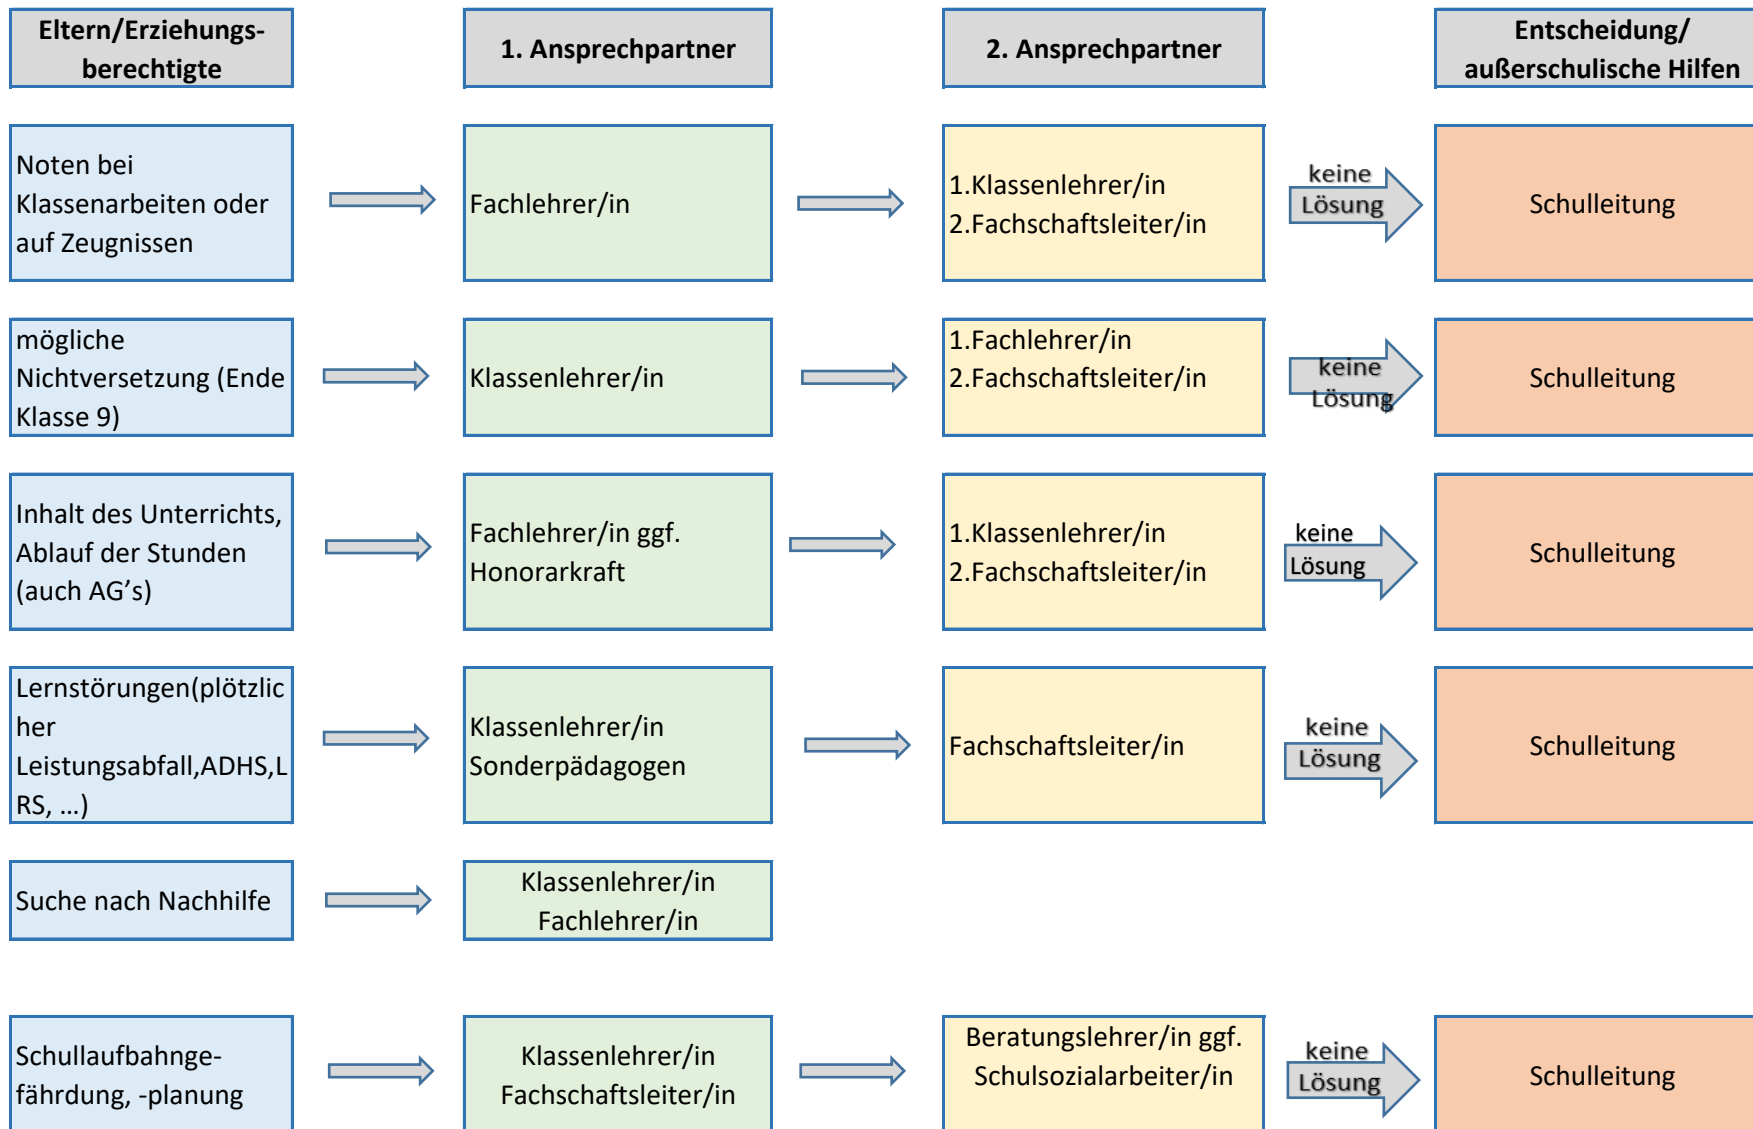 Eltern/Erziehungs-
berechtigte
1. Ansprechpartner
2. Ansprechpartner
Entscheidung/
außerschulische Hilfen
Noten bei
Klassenarbeiten oder
auf Zeugnissen
Fachlehrer/in
1.Klassenlehrer/in
2.Fachschaftsleiter/in
keine
Lösung
Schulleitung
mögliche
Nichtversetzung (Ende
Klasse 9)
Klassenlehrer/in
1.Fachlehrer/in
2.Fachschaftsleiter/in
keine
Lösung
Schulleitung
Inhalt des Unterrichts,
Ablauf der Stunden
(auch AG’s)
Fachlehrer/in ggf.
Honorarkraft
1.Klassenlehrer/in
2.Fachschaftsleiter/in
keine
Lösung
Schulleitung
Lernstörungen(plötzlic
her
Leistungsabfall,ADHS,L
RS, …)
Klassenlehrer/in
Sonderpädagogen
Fachschaftsleiter/in
keine
Lösung
Schulleitung
Suche nach Nachhilfe
Klassenlehrer/in
Fachlehrer/in
Schullaufbahnge-
fährdung, -planung
Klassenlehrer/in
Fachschaftsleiter/in
Beratungslehrer/in ggf.
Schulsozialarbeiter/in
keine
Lösung
Schulleitung